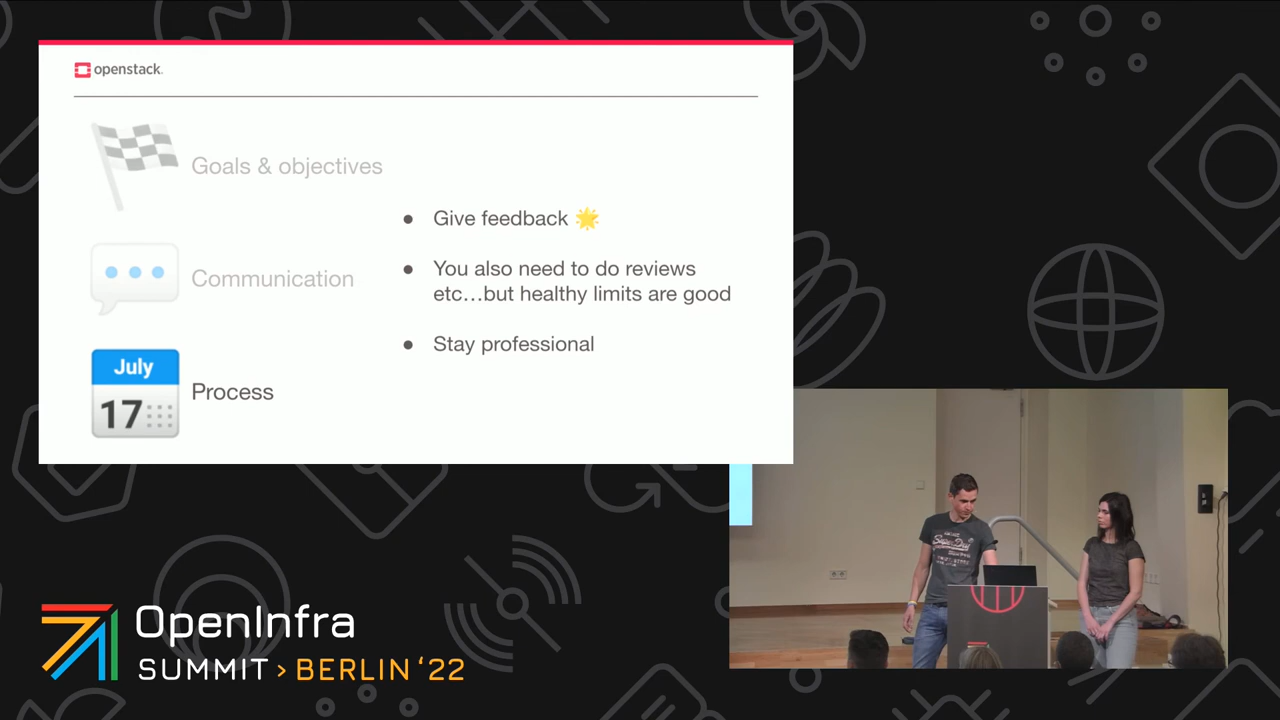 openstack.
Goals & objectives
Communication
July
17
Process
Give feedback 🌟
You also need to do reviews
etc…but healthy limits are good
Stay professional
OpenInfra
SUMMIT > BERLIN '22